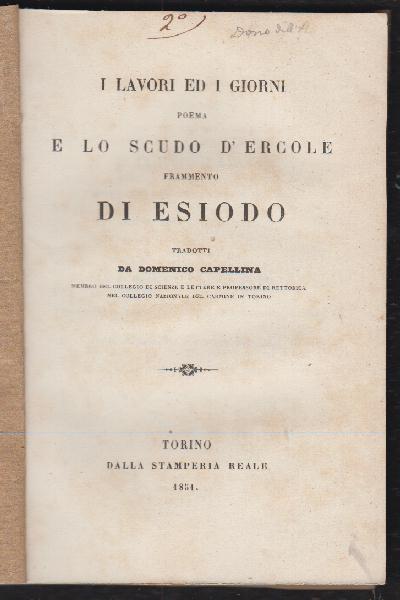 2º
Dono dell'A
I LAVORI ED I GIORNI
POEMA
E LO SCUDO D'ERCOLE
FRAMMENTO
DI ESIODO
TRADOTTI
DA DOMENICO CAPELLINA
MEMBRO DEL COLLEGIO DI SCIENZE E LETTERE E PROFESSORE DI RETTORICA
NEL COLLEGIO NAZIONALE DEL CARMINE IN TORINO
TORINO
DALLA STAMPERIA REALE
1851.